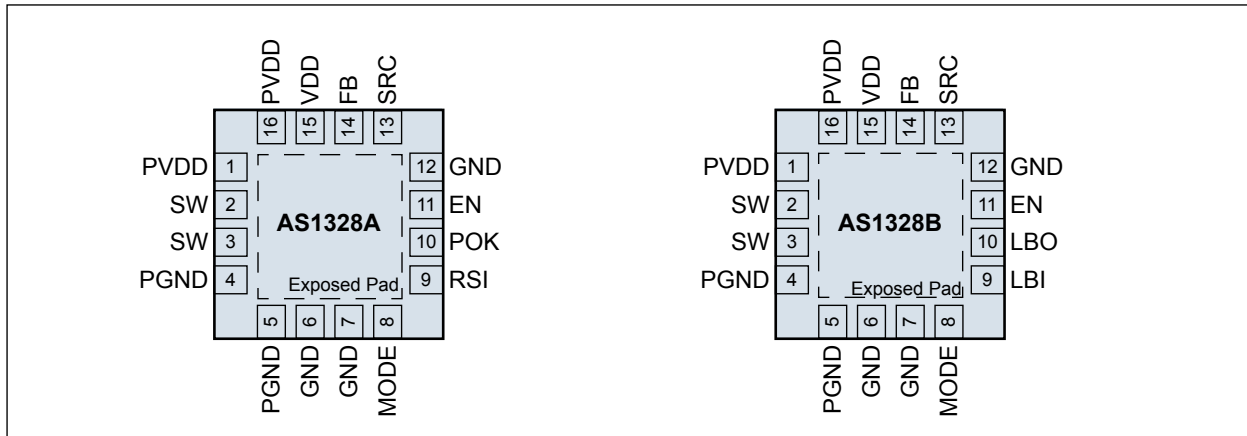 PVDD VDD FB SRC
16 15 14 13
PVDD 1 12 GND
SW 2 11 EN
AS1328A
SW 3 10 POK
PGND 4 Exposed Pad 9 RSI
5 6 7 8
PGND GND GND MODE
PVDD VDD FB SRC
16 15 14 13
PVDD 1 12 GND
SW 2 11 EN
AS1328B
SW 3 10 LBO
PGND 4 Exposed Pad 9 LBI
5 6 7 8
PGND GND GND MODE